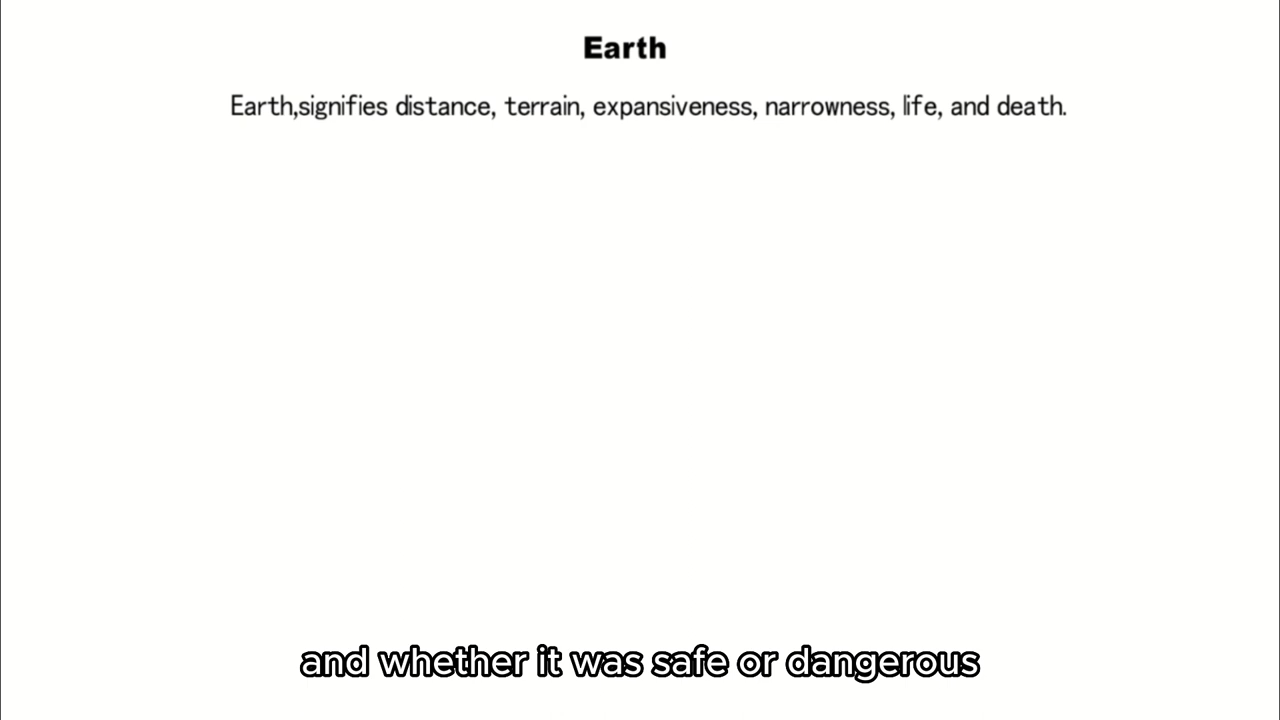 Earth
Earth,signifies distance, terrain, expansiveness, narrowness, life, and death.
and whether it was safe or dangerous